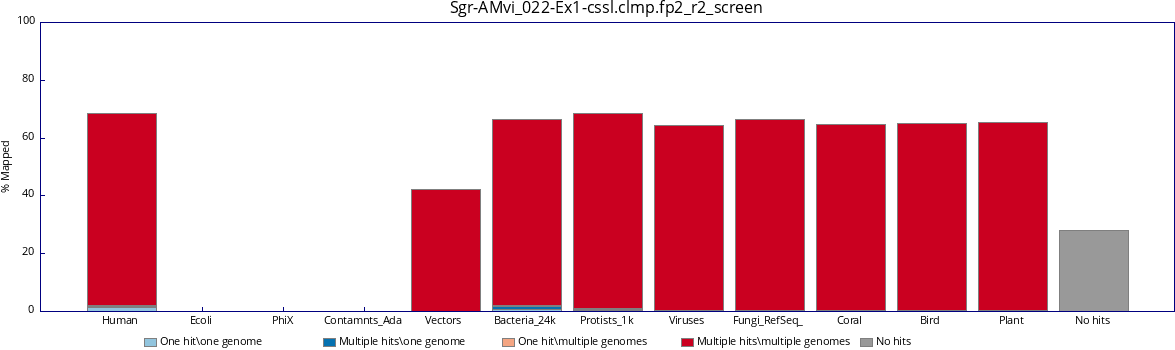 Sgr-AMvi_022-Ex1-cssl.clmp.fp2_r2_screen
100
80
60
40
20
0
% Mapped
Human Ecoli PhiX Contamnts_Ada Vectors Bacteria_24k Protists_1k Viruses Fungi_RefSeq_ Coral Bird Plant No hits
One hit\one genome Multiple hits\one genome One hit\multiple genomes Multiple hits\multiple genomes No hits